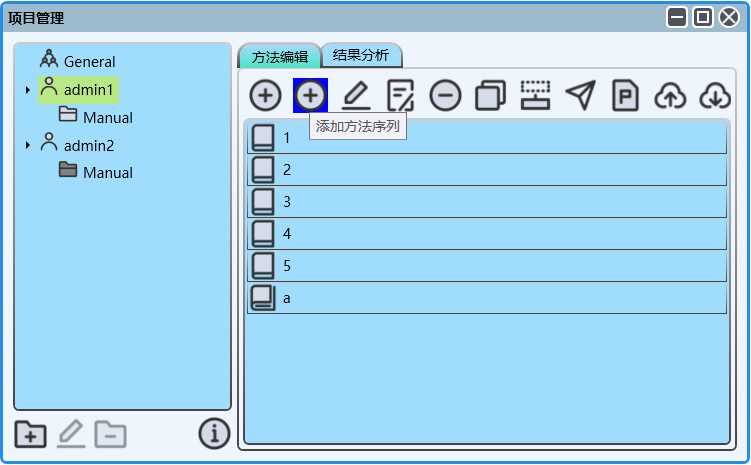 项目管理
General
admin1
Manual
admin2
Manual
方法编辑
结果分析
P
添加方法序列
1
2
3
4
5
a